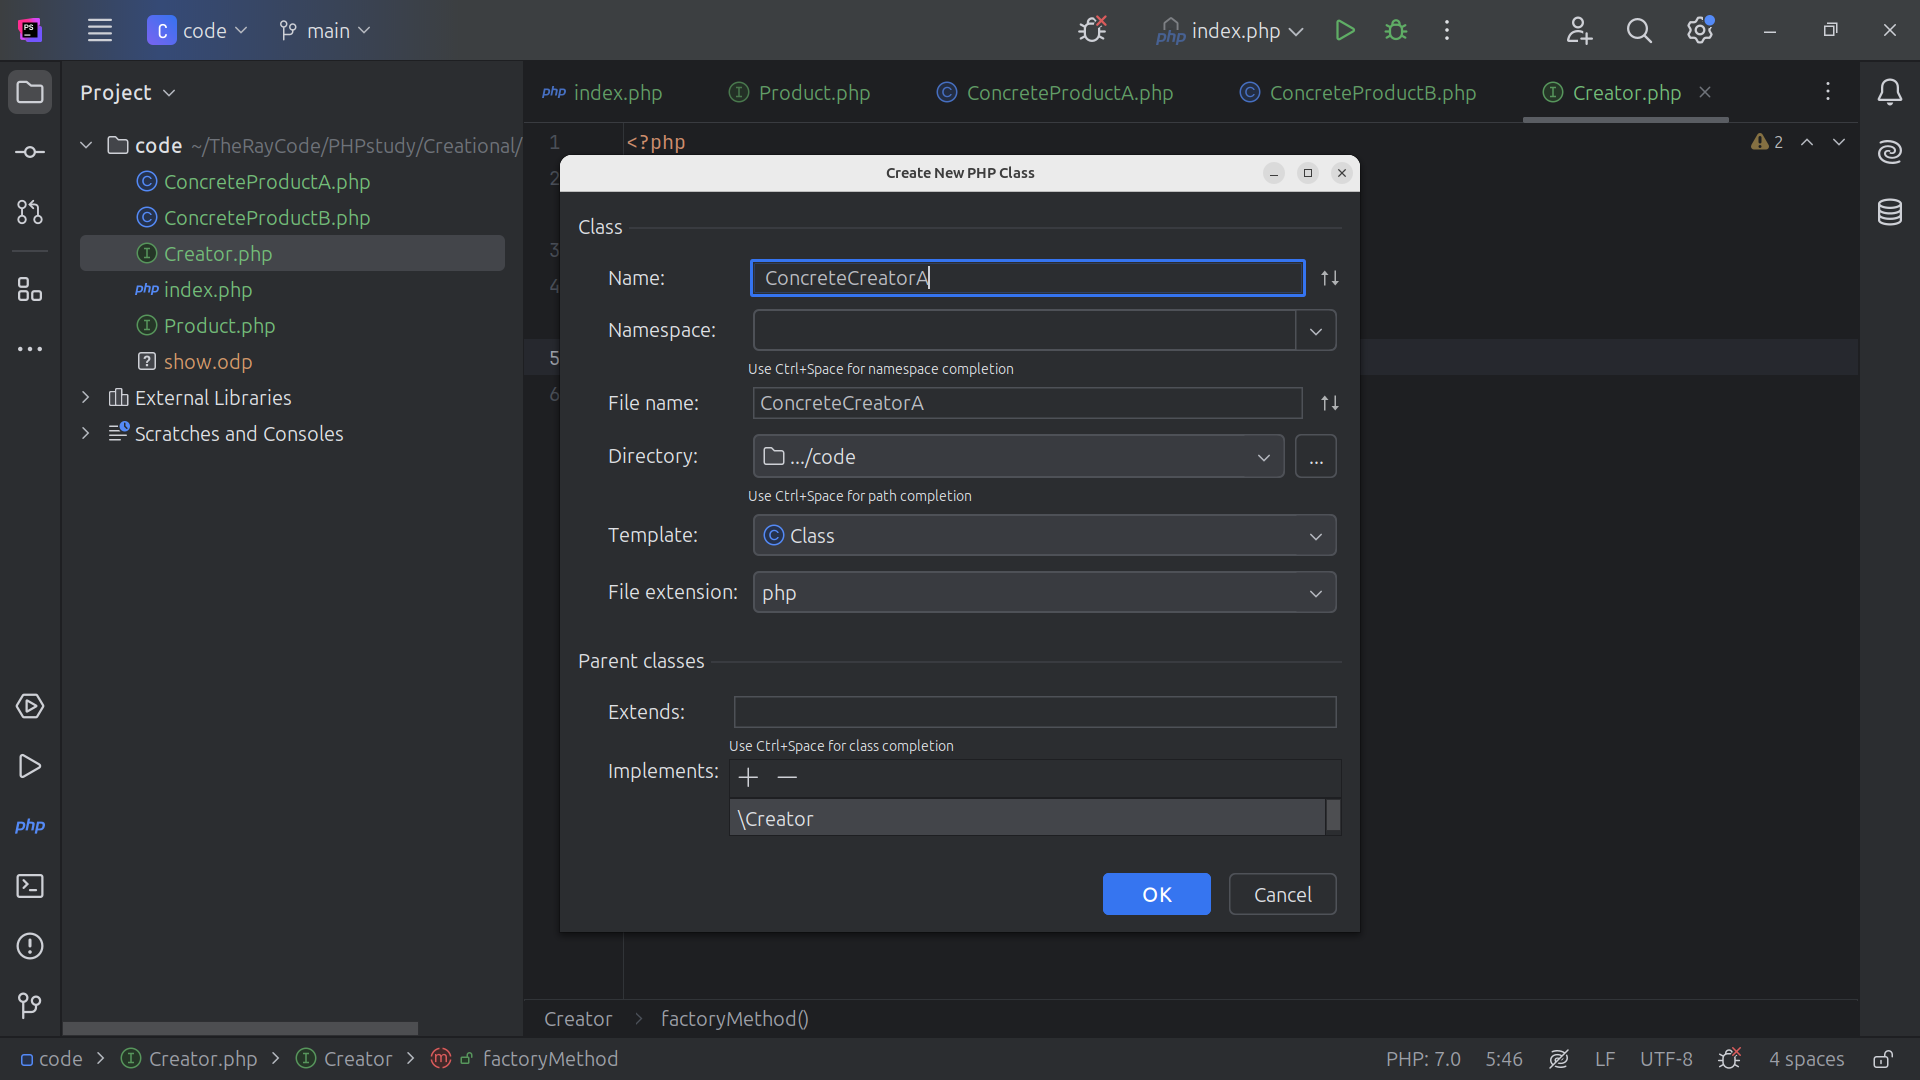 PS
C code
main
php index.php
Project
php index.php
Product.php
ConcreteProductA.php
ConcreteProductB.php
Creator.php
code ~/TheRayCode/PHPstudy/Creational/
ConcreteProductA.php
ConcreteProductB.php
Creator.php
php index.php
Product.php
show.odp
External Libraries
Scratches and Consoles
php
1 <?php
2
3
4
5
6
2
Create New PHP Class
Class
Name: ConcreteCreatorA
Namespace:
Use Ctrl+Space for namespace completion
File name: ConcreteCreatorA
Directory: .../code ...
Use Ctrl+Space for path completion
Template: Class
File extension: php
Parent classes
Extends:
Use Ctrl+Space for class completion
Implements:
\Creator
OK Cancel
Creator > factoryMethod()
code > Creator.php > Creator > factoryMethod
PHP: 7.0 5:46 LF UTF-8 4 spaces